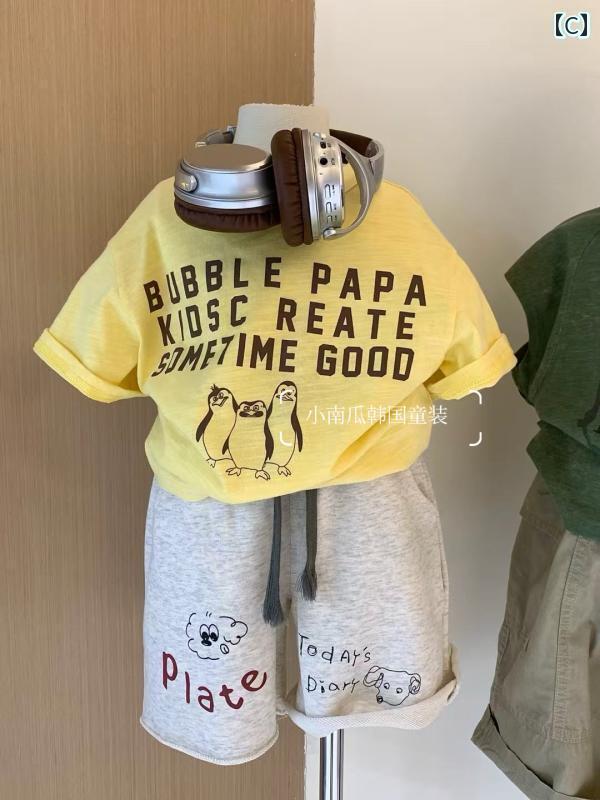 【C】
BUBBLE PAPA
KIDSC REATE
SOMETIME GOOD
小南瓜韩国童装
Plate
Today's
Diary